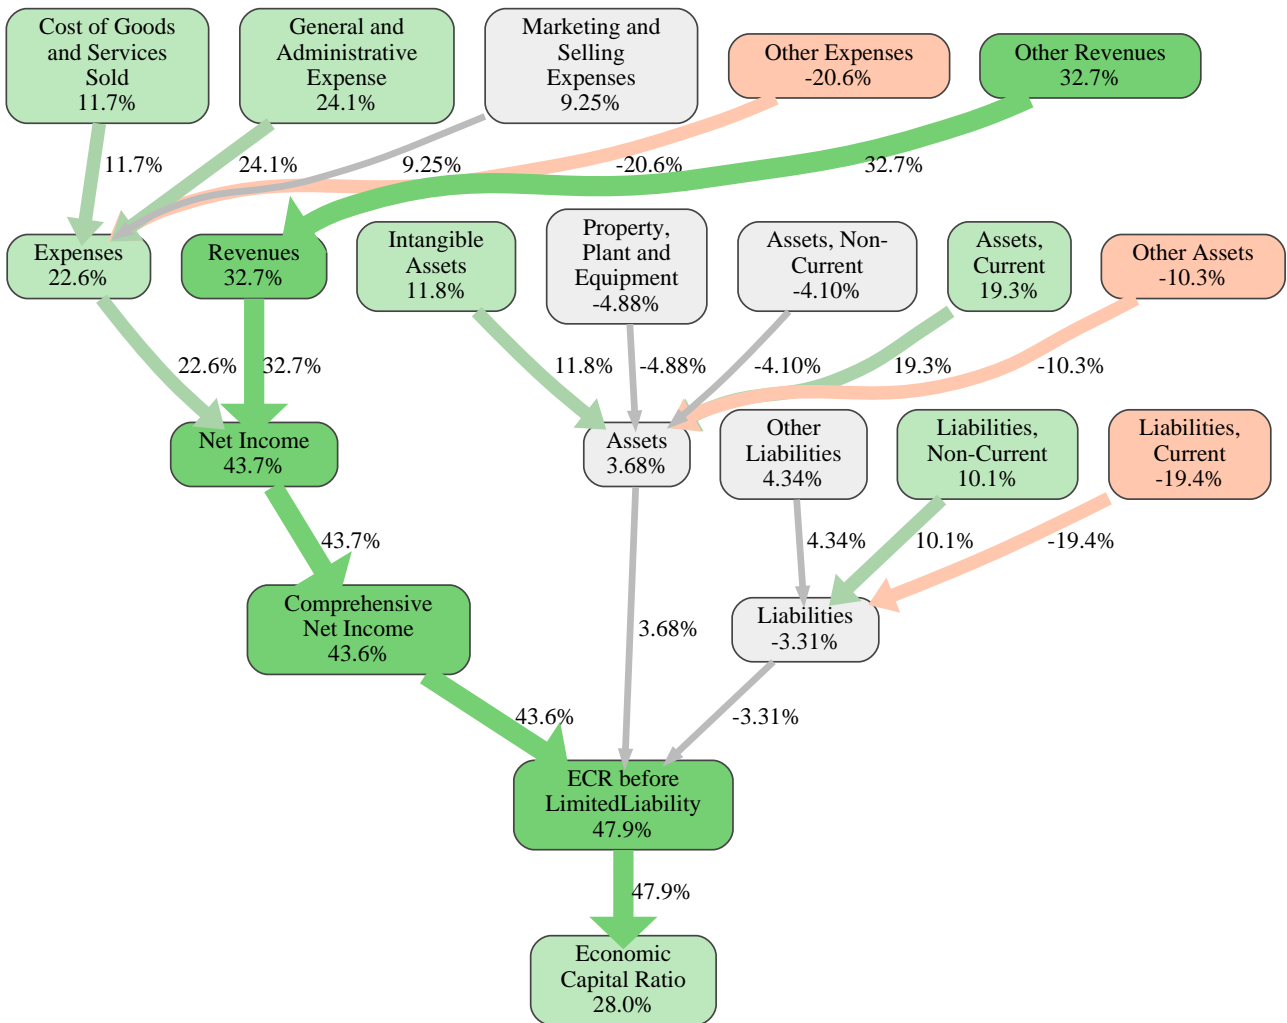 Cost of Goods
and Services
Sold
11.7%
General and
Administrative
Expense
24.1%
Marketing and
Selling
Expenses
9.25%
Other Expenses
-20.6%
Other Revenues
32.7%
11.7%
24.1%
9.25%
-20.6%
32.7%
Expenses
22.6%
Revenues
32.7%
Intangible
Assets
11.8%
Property,
Plant and
Equipment
-4.88%
Assets, Non-
Current
-4.10%
Assets,
Current
19.3%
Other Assets
-10.3%
22.6%
32.7%
11.8%
-4.88%
-4.10%
19.3%
-10.3%
Net Income
43.7%
Assets
3.68%
Other
Liabilities
4.34%
Liabilities,
Non-Current
10.1%
Liabilities,
Current
-19.4%
43.7%
4.34%
10.1%
-19.4%
Comprehensive
Net Income
43.6%
3.68%
Liabilities
-3.31%
43.6%
-3.31%
ECR before
LimitedLiability
47.9%
47.9%
Economic
Capital Ratio
28.0%